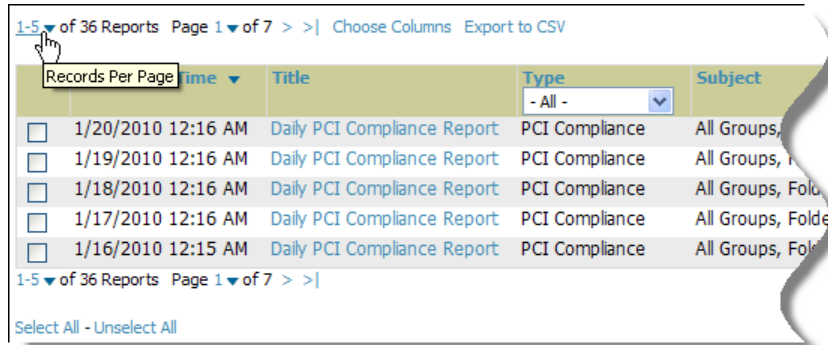 1-5 of 36 Reports Page 1 of 7 > >| Choose Columns Export to CSV
Records Per Page
Time Title Type Subject
- All -
1/20/2010 12:16 AM Daily PCI Compliance Report PCI Compliance All Groups,
1/19/2010 12:16 AM Daily PCI Compliance Report PCI Compliance All Groups,
1/18/2010 12:16 AM Daily PCI Compliance Report PCI Compliance All Groups,
1/17/2010 12:16 AM Daily PCI Compliance Report PCI Compliance All Groups,
1/16/2010 12:15 AM Daily PCI Compliance Report PCI Compliance All Groups,
1-5 of 36 Reports Page 1 of 7 > >|
Select All - Unselect All